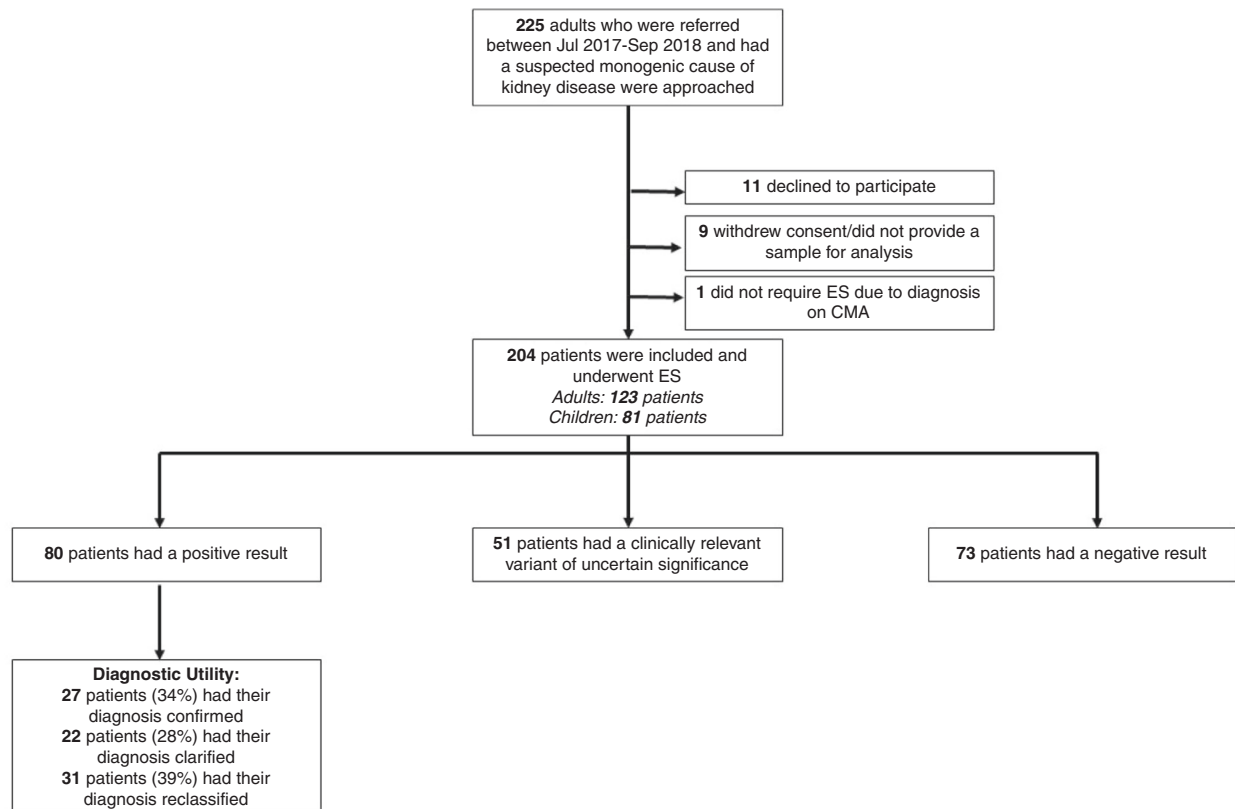 225 adults who were referred
between Jul 2017-Sep 2018 and had
a suspected monogenic cause of
kidney disease were approached
11 declined to participate
9 withdrew consent/did not provide a
sample for analysis
1 did not require ES due to diagnosis
on CMA
204 patients were included and
underwent ES
Adults: 123 patients
Children: 81 patients
80 patients had a positive result
51 patients had a clinically relevant
variant of uncertain significance
73 patients had a negative result
Diagnostic Utility:
27 patients (34%) had their
diagnosis confirmed
22 patients (28%) had their
diagnosis clarified
31 patients (39%) had their
diagnosis reclassified